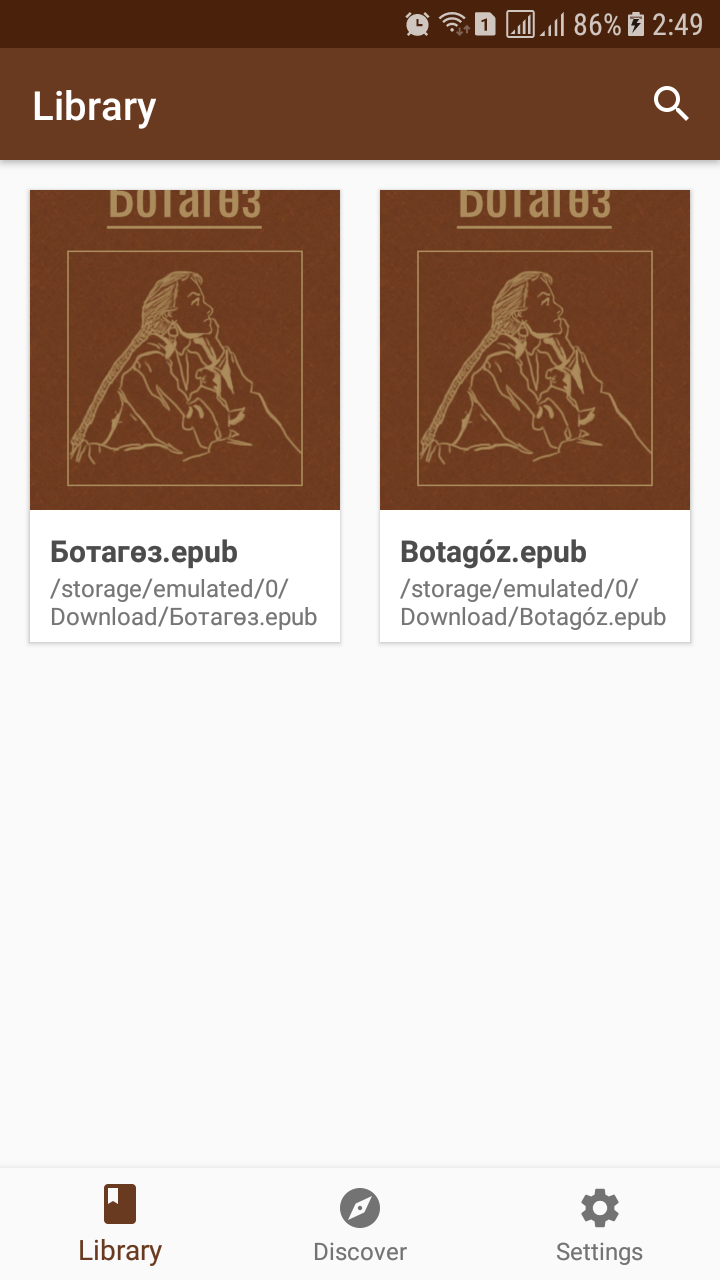 1 86% 2:49
Library
Ботагөз
Ботагөз
Ботагөз.epub
/storage/emulated/0/
Download/Ботагөз.epub
Botagóz.epub
/storage/emulated/0/
Download/Botagóz.epub
Library
Discover
Settings